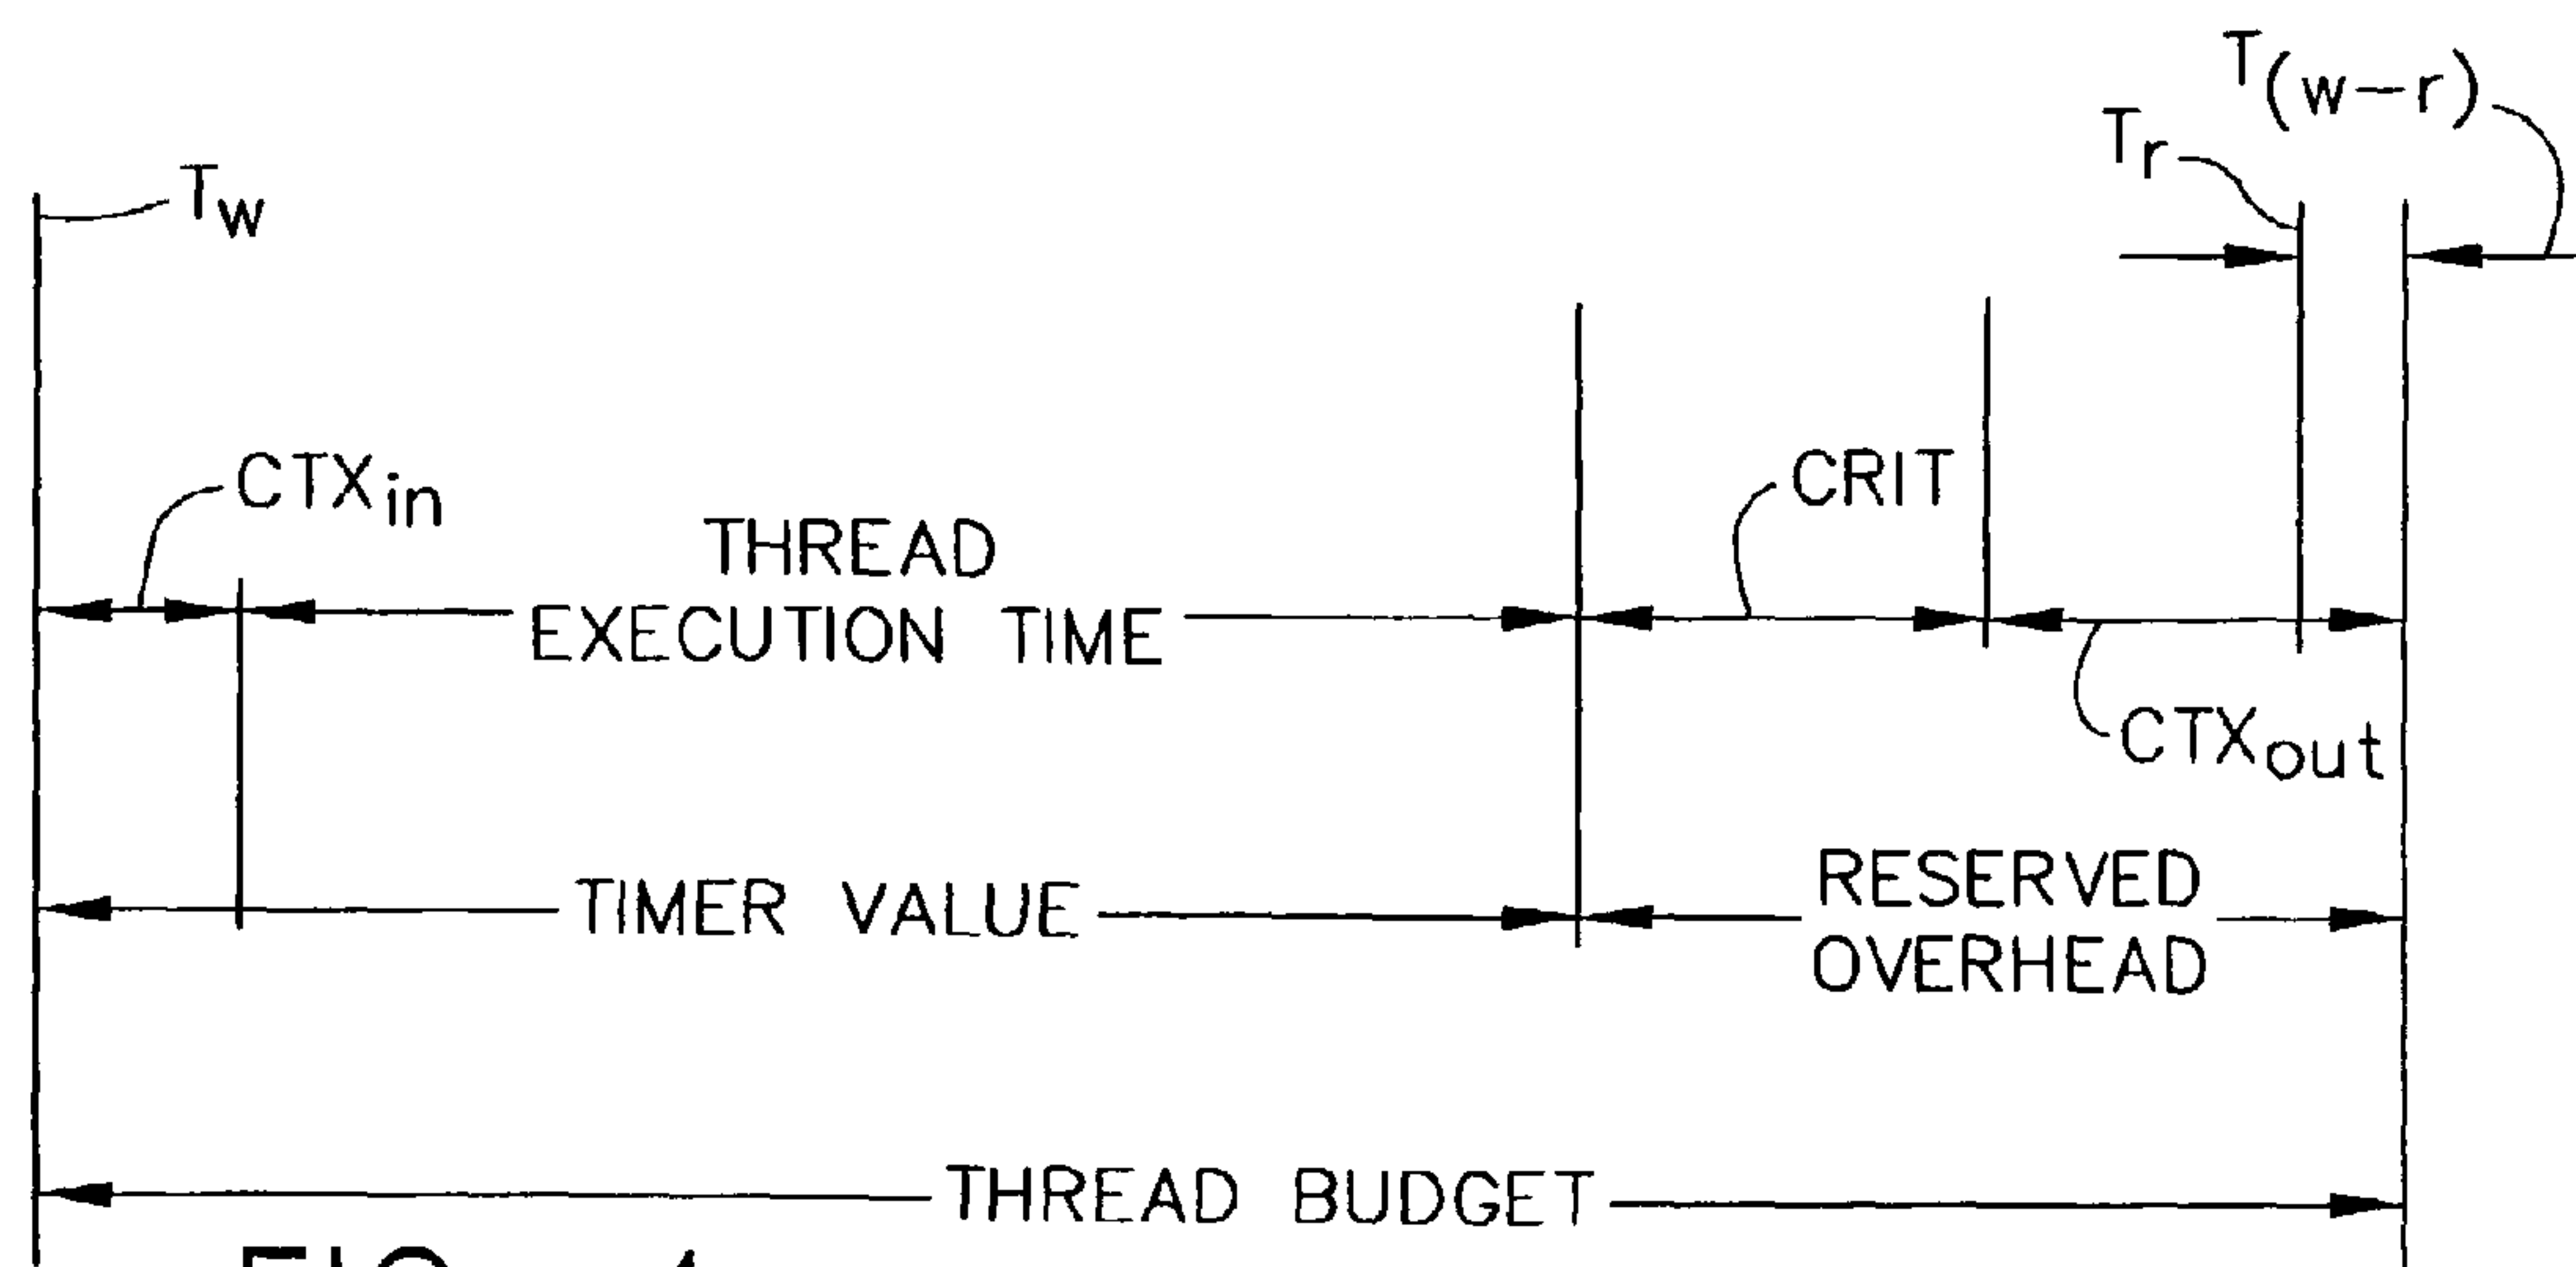 T(w-r)
Tr
Tw
CTXin
CRIT
THREAD
EXECUTION TIME
CTXout
TIMER VALUE
RESERVED
OVERHEAD
THREAD BUDGET